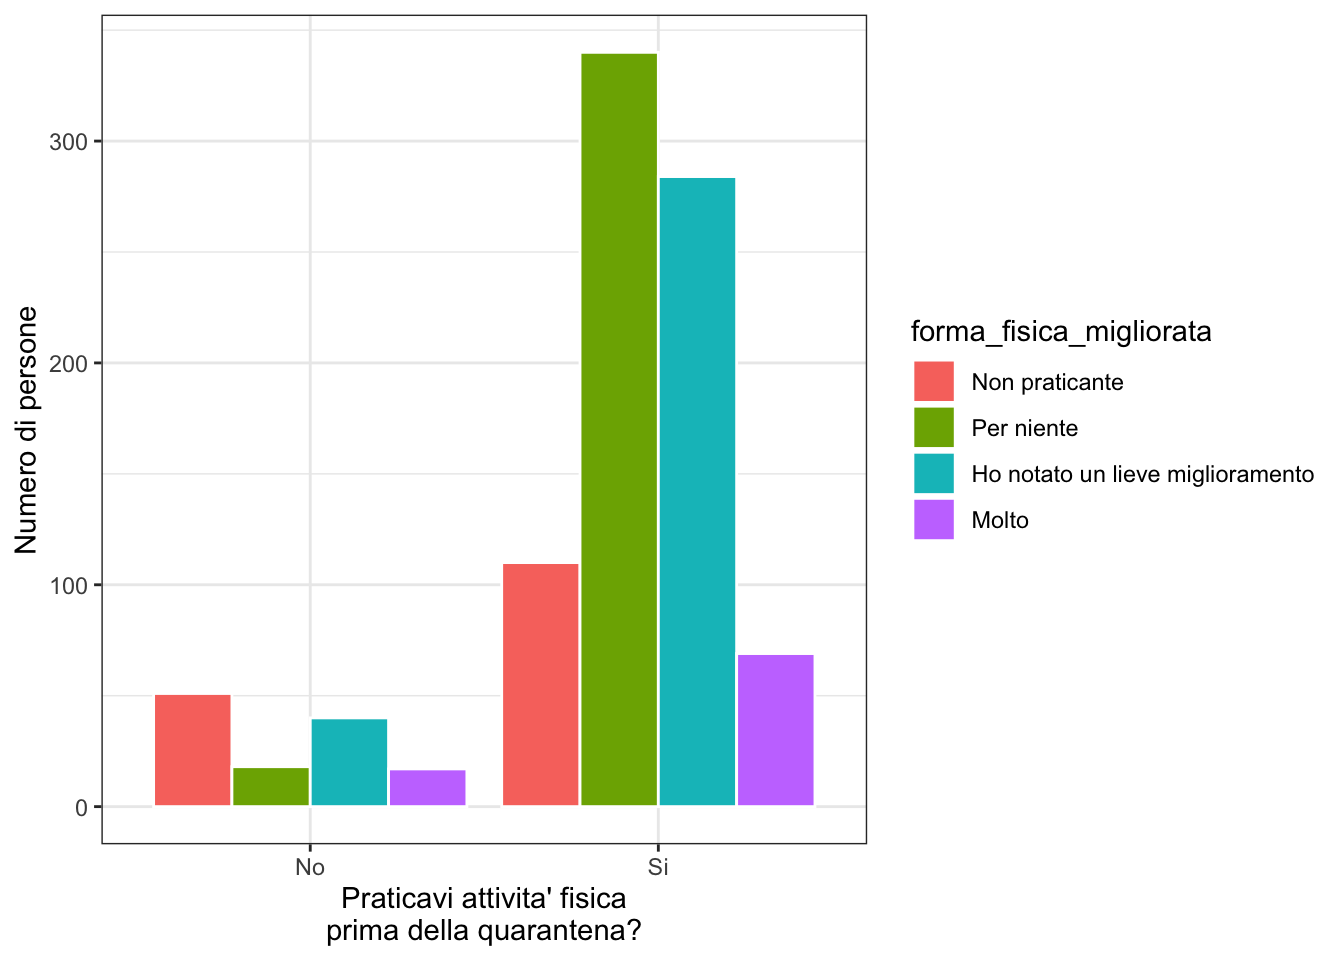 Numero di persone
300
200
100
0
No
Si
Praticavi attivita' fisica
prima della quarantena?
forma_fisica_migliorata
Non praticante
Per niente
Ho notato un lieve miglioramento
Molto